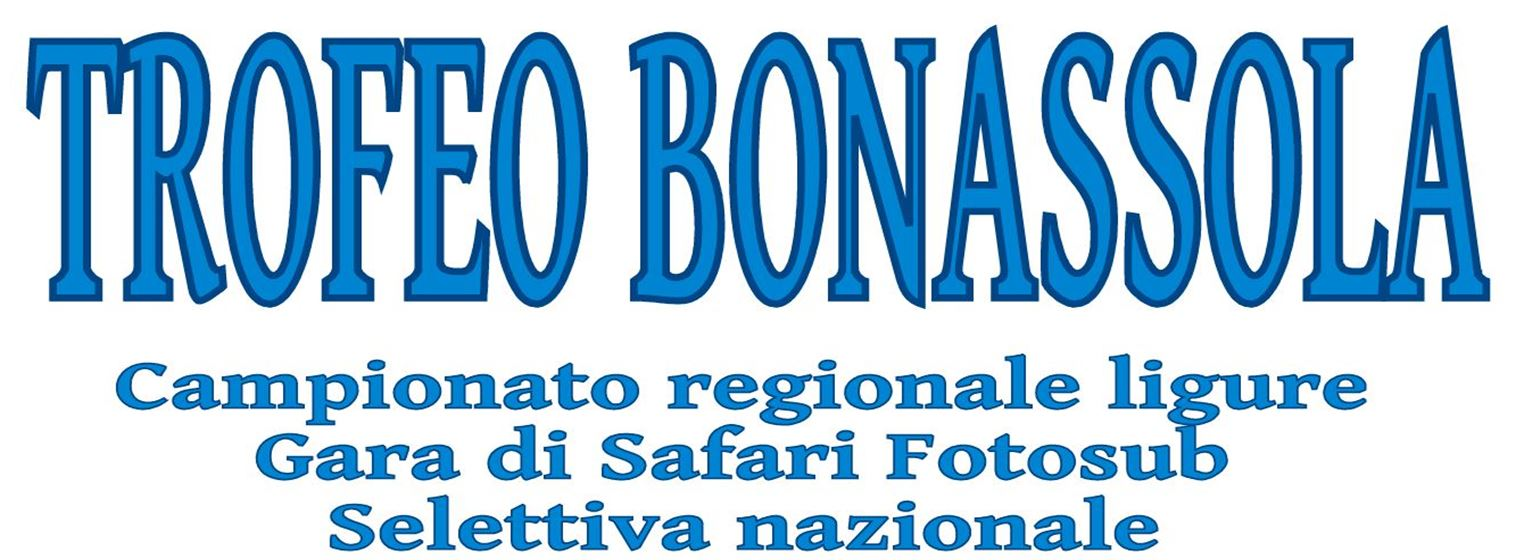 TROFEO BONASSOLA
Campionato regionale ligure
Gara di Safari Fotosub
Selettiva nazionale